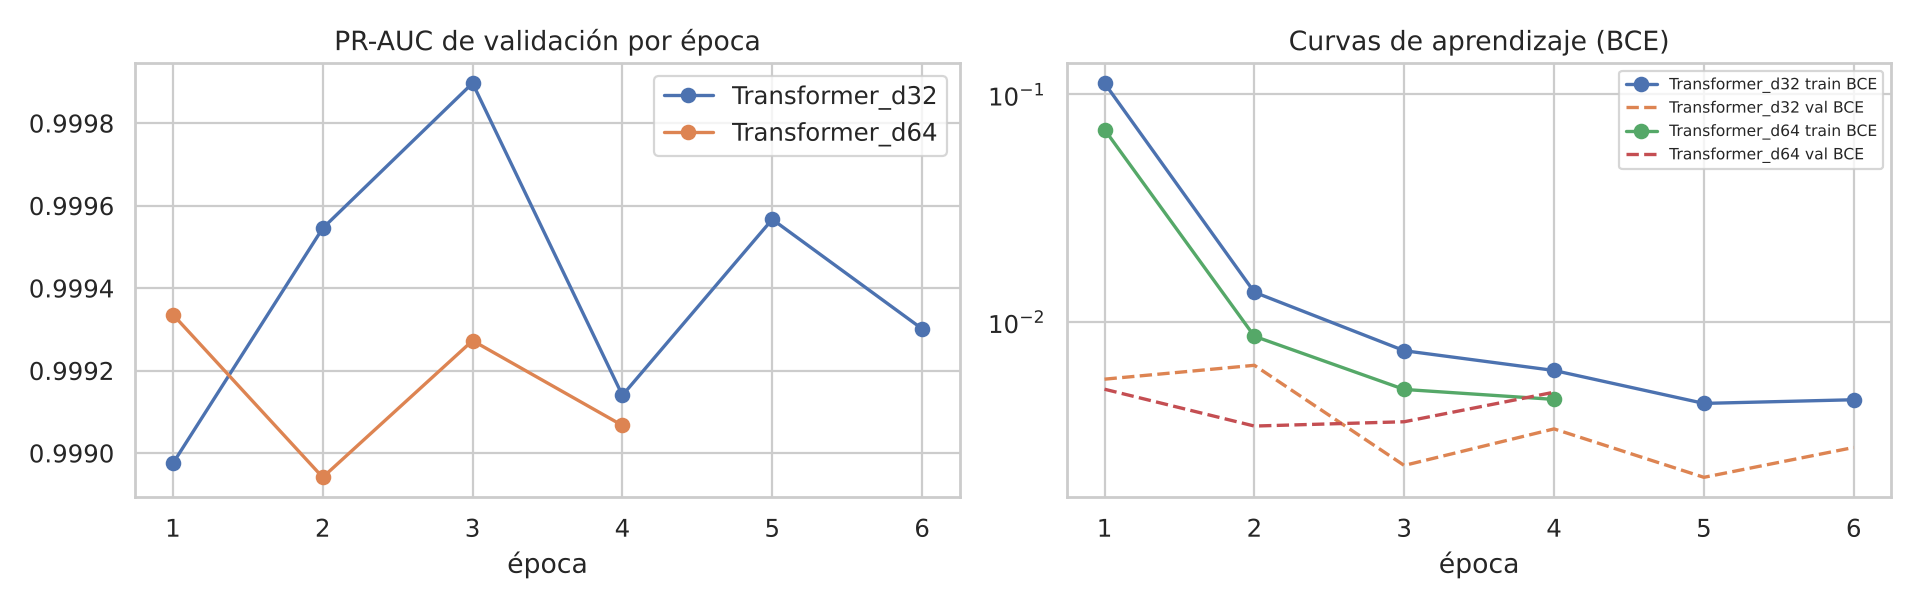 PR-AUC de validación por época
Transformer_d32
Transformer_d64
0.9998
0.9996
0.9994
0.9992
0.9990
1 2 3 4 5 6
época
Curvas de aprendizaje (BCE)
Transformer_d32 train BCE
Transformer_d32 val BCE
Transformer_d64 train BCE
Transformer_d64 val BCE
10⁻¹
10⁻²
1 2 3 4 5 6
época